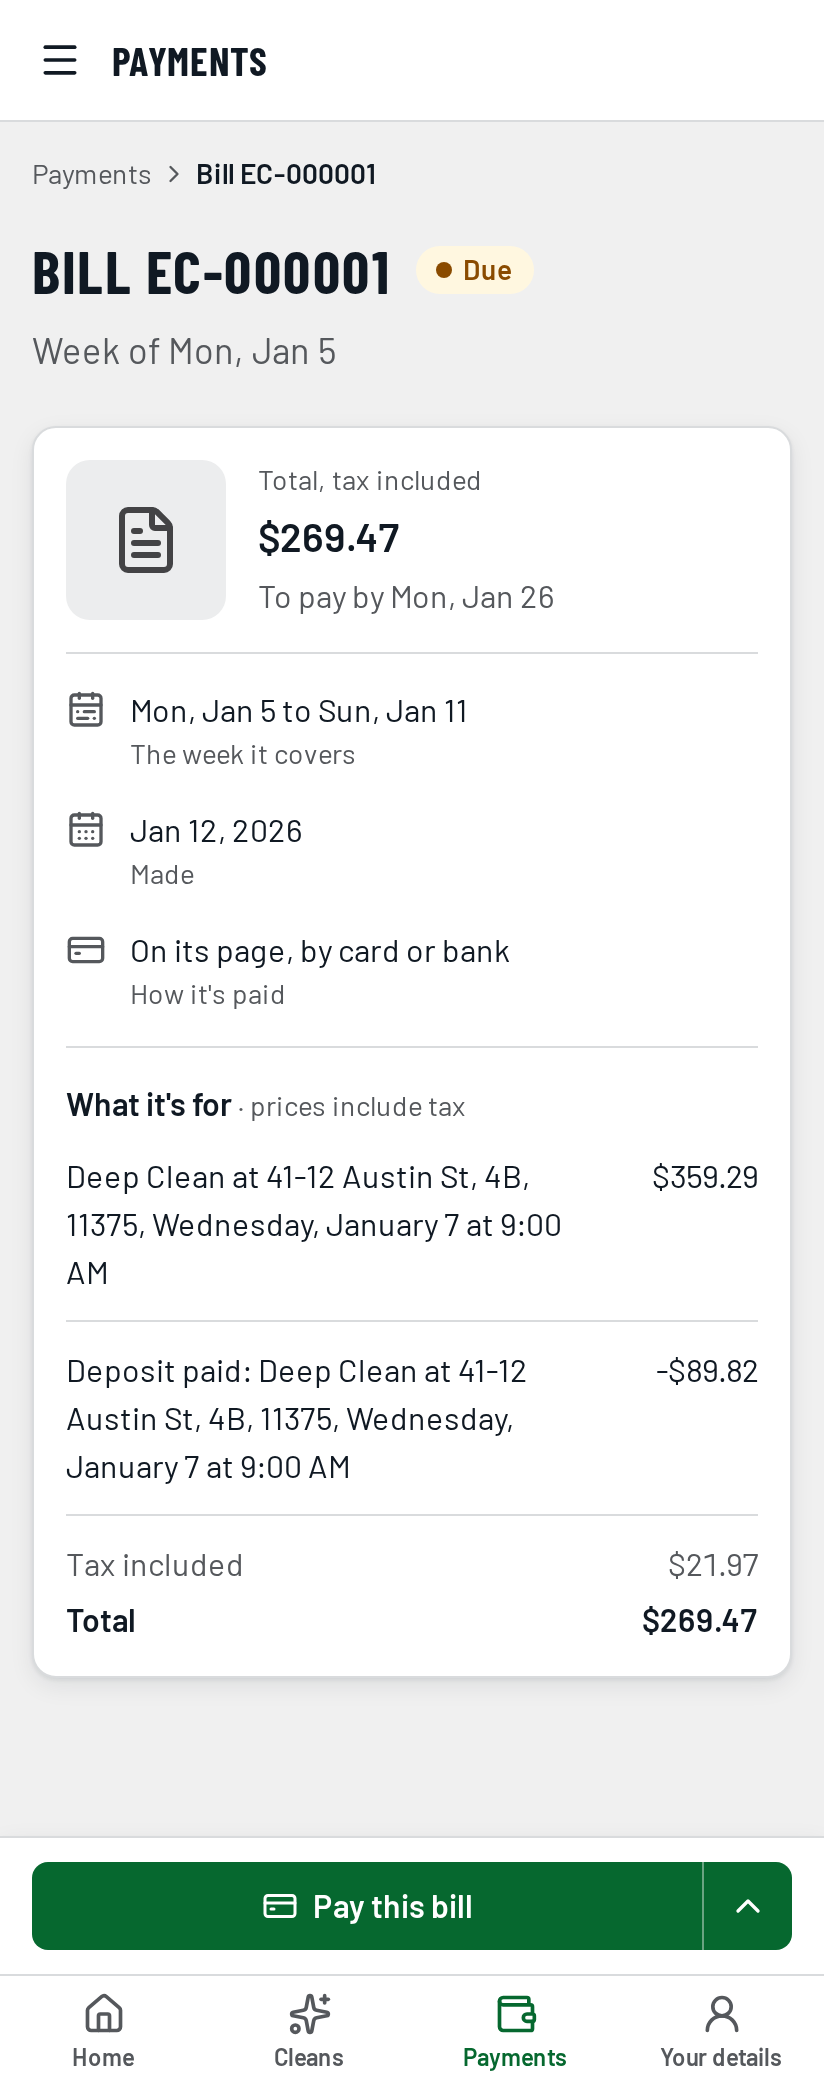 PAYMENTS
Payments > Bill EC-000001
BILL EC-000001 Due
Week of Mon, Jan 5
Total, tax included
$269.47
To pay by Mon, Jan 26
Mon, Jan 5 to Sun, Jan 11
The week it covers
Jan 12, 2026
Made
On its page, by card or bank
How it's paid
What it's for · prices include tax
Deep Clean at 41-12 Austin St, 4B, $359.29
11375, Wednesday, January 7 at 9:00
AM
Deposit paid: Deep Clean at 41-12 -$89.82
Austin St, 4B, 11375, Wednesday,
January 7 at 9:00 AM
Tax included $21.97
Total $269.47
Pay this bill
Home Cleans Payments Your details